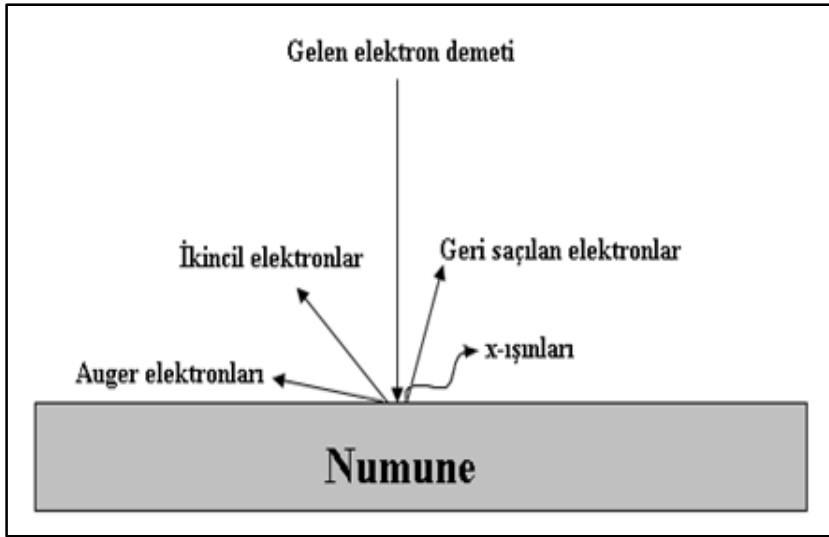 Gelen elektron demeti
İkincil elektronlar
Geri saçılan elektronlar
x-ışınları
Auger elektronları
Numune